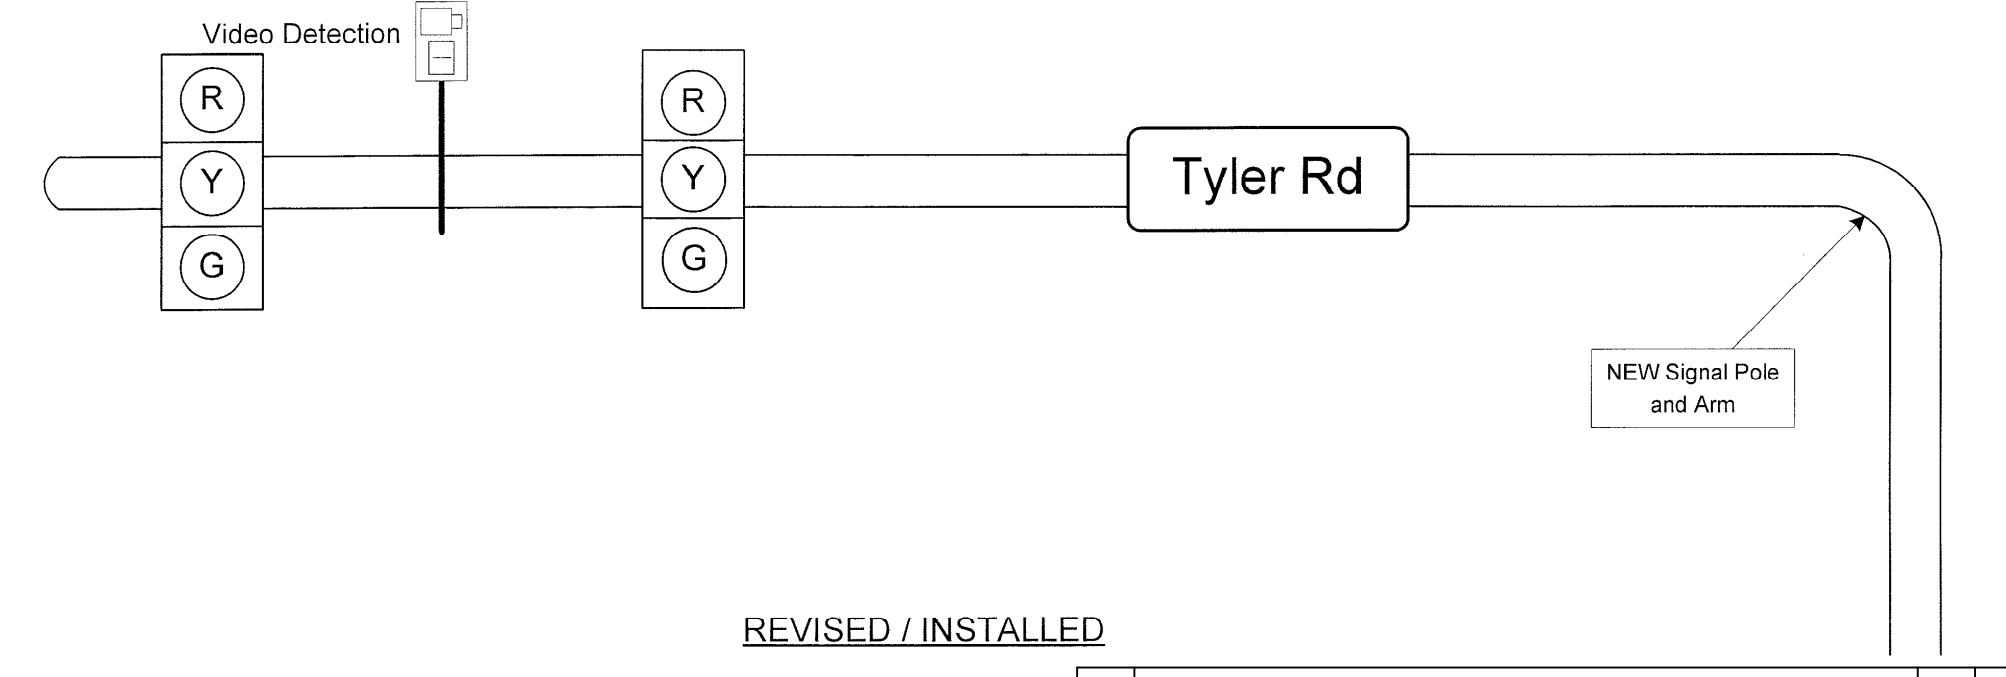 Video Detection
R
Y
G
R
Y
G
Tyler Rd
NEW Signal Pole
and Arm
REVISED / INSTALLED